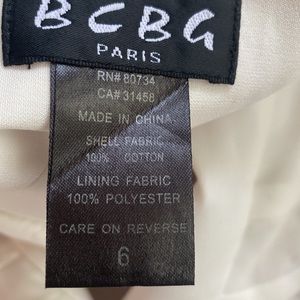 BCBG
PARIS
RN# 80734
CA# 31458
MADE IN CHINA
SHELL FABRIC
100% COTTON
LINING FABRIC
100% POLYESTER
CARE ON REVERSE
6